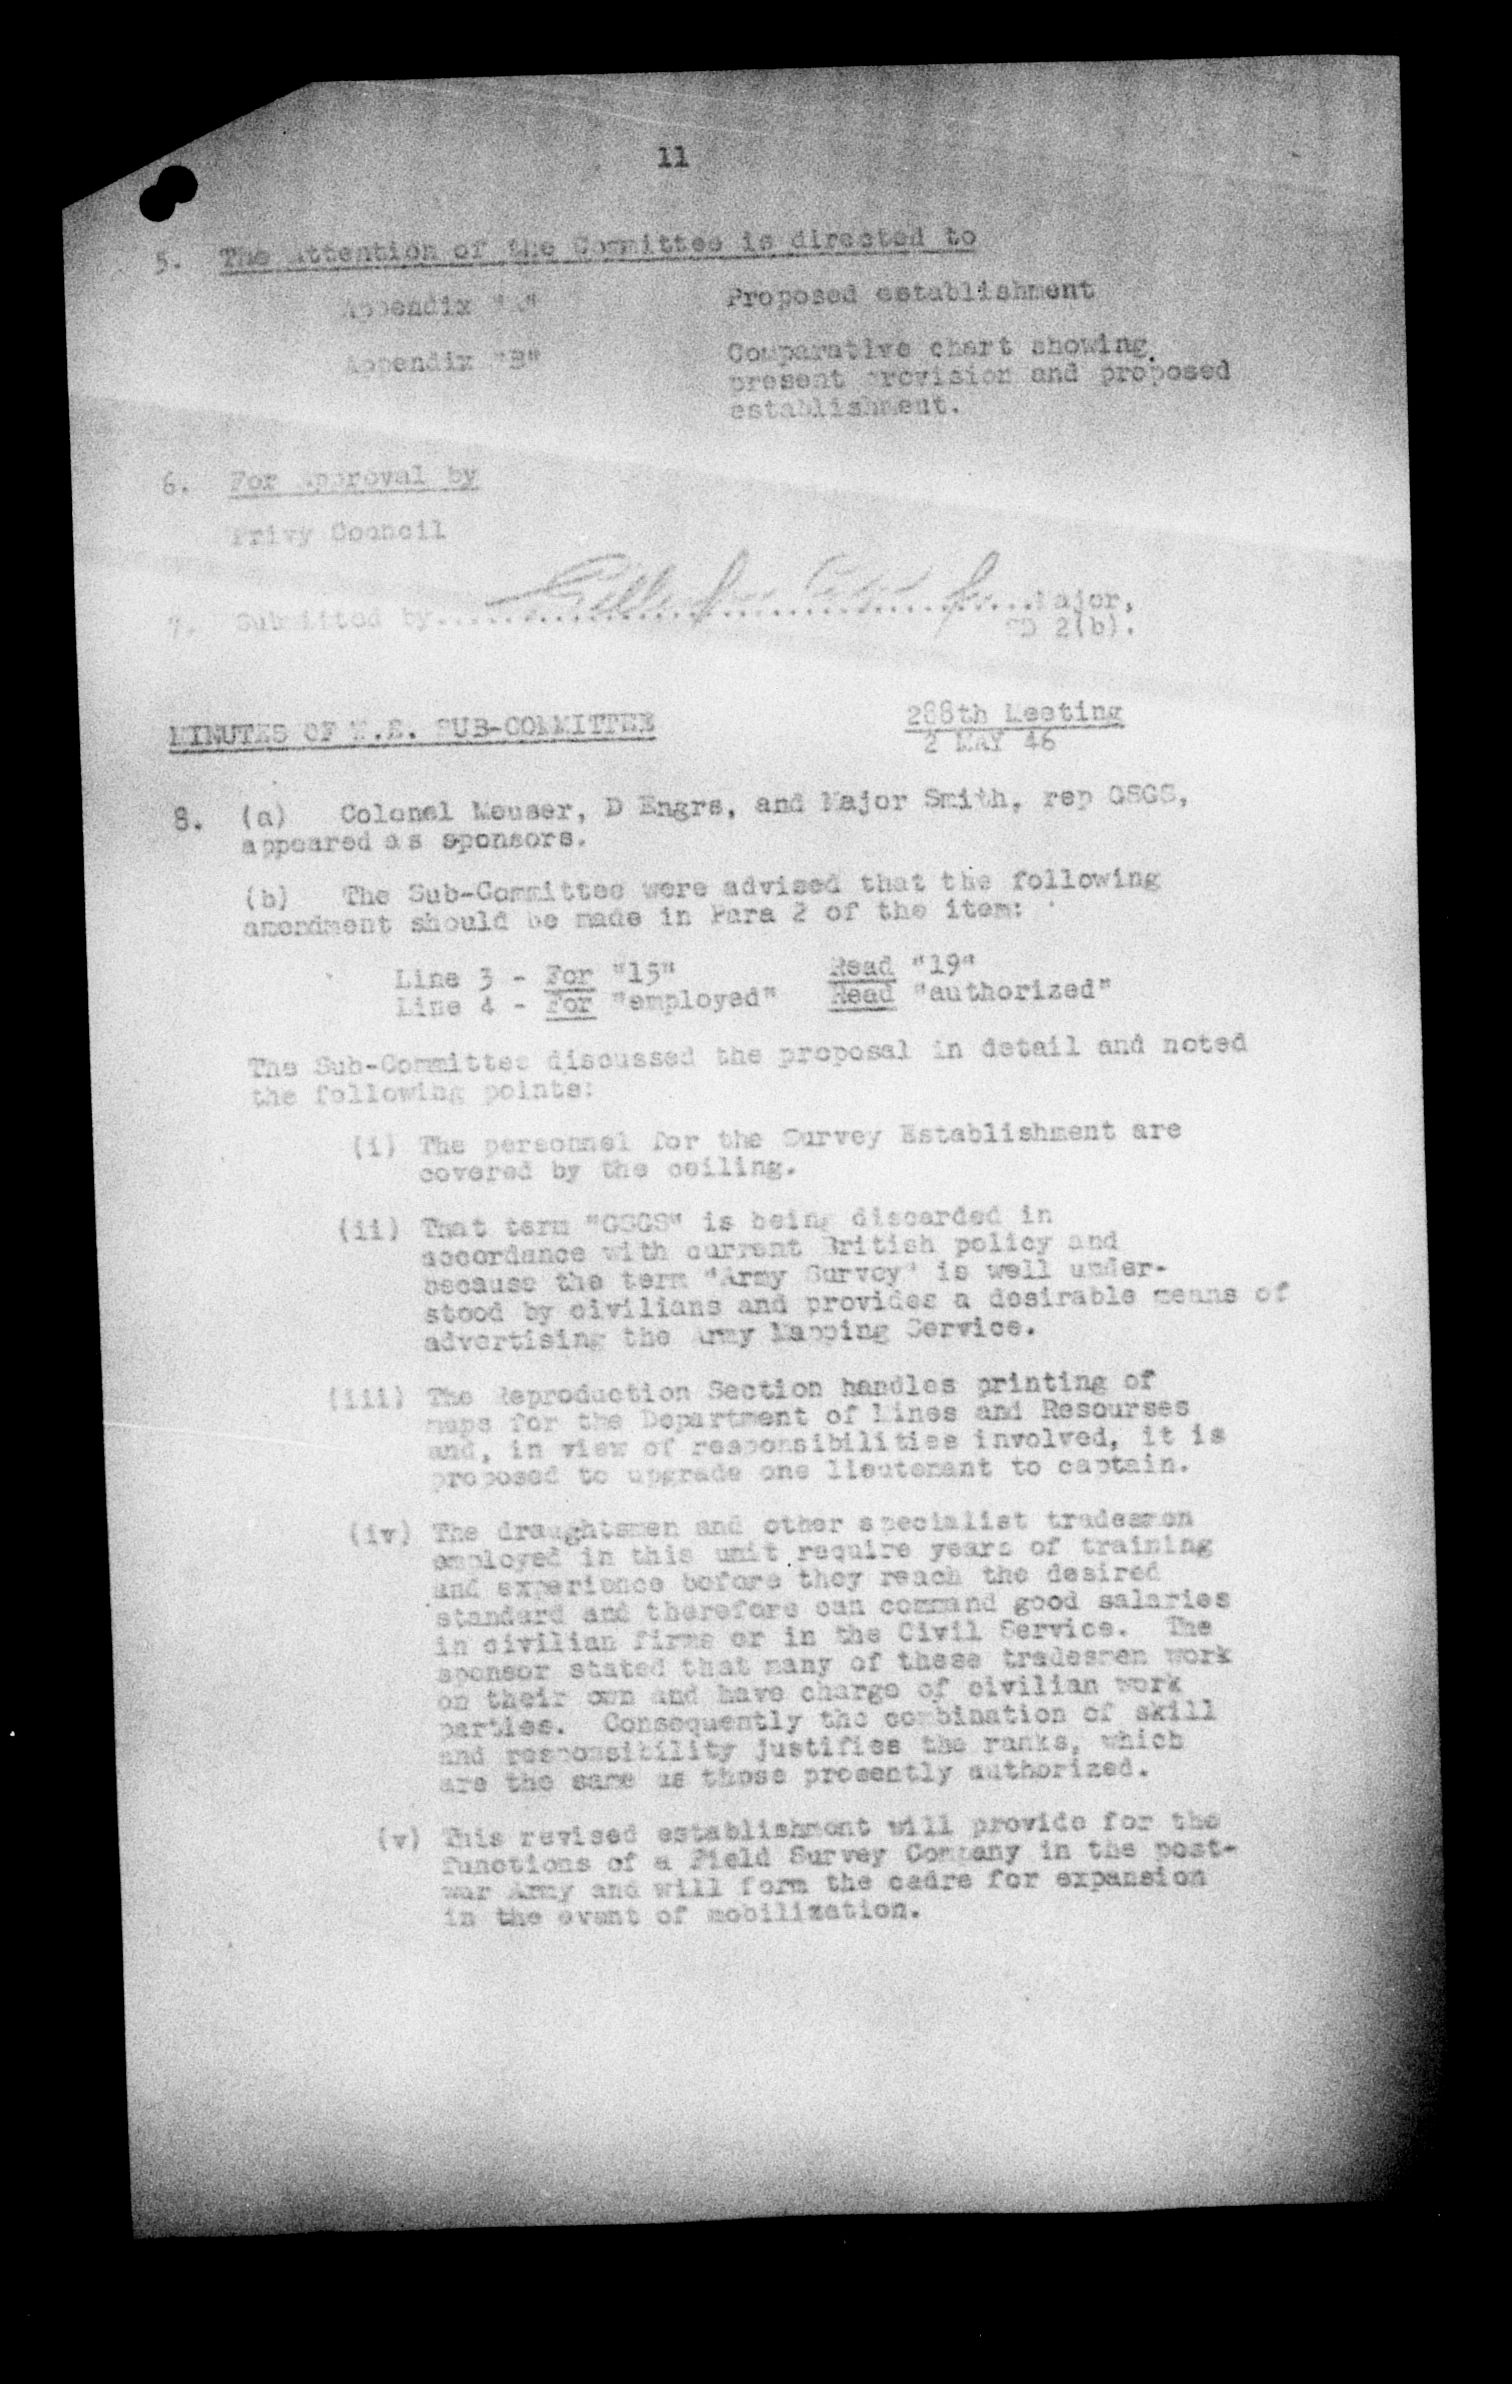 11
5. The Attention of the Committee is directed to
Appendix "A" Proposed establishment
Appendix "B" Comparative chart showing
present provision and proposed
establishment.
6. For Approval by
Privy Council
7. Submitted by Major,
SD 2(b).
MINUTES OF W.E. SUB-COMMITTEE 288th Meeting
2 MAY 46
8. (a) Colonel Meuser, D Engrs, and Major Smith, rep GSGS,
appeared as sponsors.
(b) The Sub-Committee were advised that the following
amendment should be made in Para 2 of the item:
Line 3 - For "15" Read "19"
Line 4 - For "employed" Read "authorized"
The Sub-Committee discussed the proposal in detail and noted
the following points:
(i) The personnel for the Survey Establishment are
covered by the ceiling.
(ii) That term "GSGS" is being discarded in
accordance with current British policy and
because the term "Army Survey" is well under-
stood by civilians and provides a desirable means of
advertising the Army Mapping Service.
(iii) The Reproduction Section handles printing of
maps for the Department of Mines and Resourses
and, in view of responsibilities involved, it is
proposed to upgrade one lieutenant to captain.
(iv) The draughtsmen and other specialist tradesmen
employed in this unit require years of training
and experience before they reach the desired
standard and therefore can command good salaries
in civilian firms or in the Civil Service. The
sponsor stated that many of these tradesmen work
on their own and have charge of civilian work
parties. Consequently the combination of skill
and responsibility justifies the ranks, which
are the same as those presently authorized.
(v) This revised establishment will provide for the
functions of a Field Survey Company in the post-
war Army and will form the cadre for expansion
in the event of mobilization.